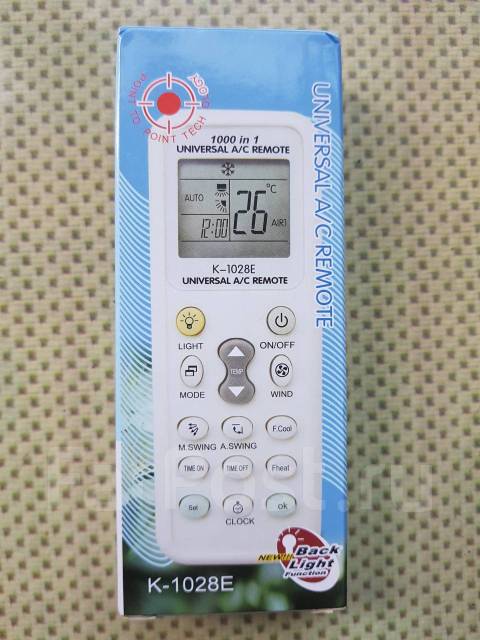 POINT TO POINT TECHNOLOGY
UNIVERSAL A/C REMOTE
1000 in 1
UNIVERSAL A/C REMOTE
°C
AUTO
26
12:00
AIR1
K-1028E
UNIVERSAL A/C REMOTE
LIGHT
ON/OFF
TEMP
MODE
WIND
F.Cool
M.SWING A.SWING
TIME ON
TIME OFF
Fheat
Set
ok
CLOCK
NEW!!!
Back
Light
Function
K-1028E